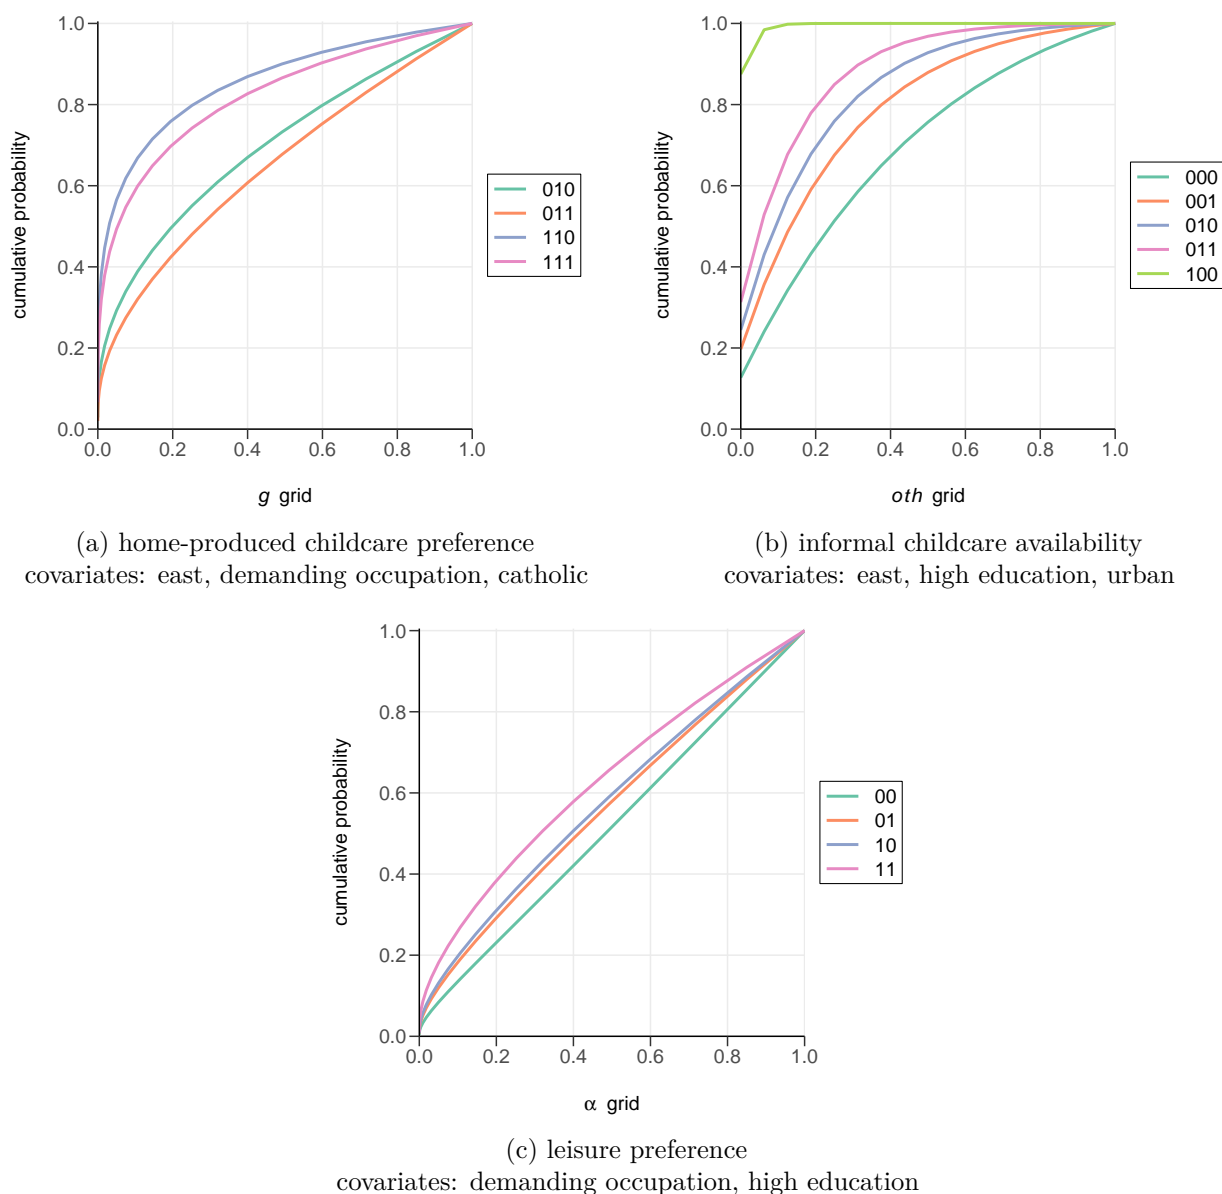 1.0
0.8
0.6
0.4
0.2
0.0
cumulative probability
0.0 0.2 0.4 0.6 0.8 1.0
g grid
010
011
110
111
(a) home-produced childcare preference
covariates: east, demanding occupation, catholic
1.0
0.8
0.6
0.4
0.2
0.0
cumulative probability
0.0 0.2 0.4 0.6 0.8 1.0
oth grid
000
001
010
011
100
(b) informal childcare availability
covariates: east, high education, urban
1.0
0.8
0.6
0.4
0.2
0.0
cumulative probability
0.0 0.2 0.4 0.6 0.8 1.0
α grid
00
01
10
11
(c) leisure preference
covariates: demanding occupation, high education